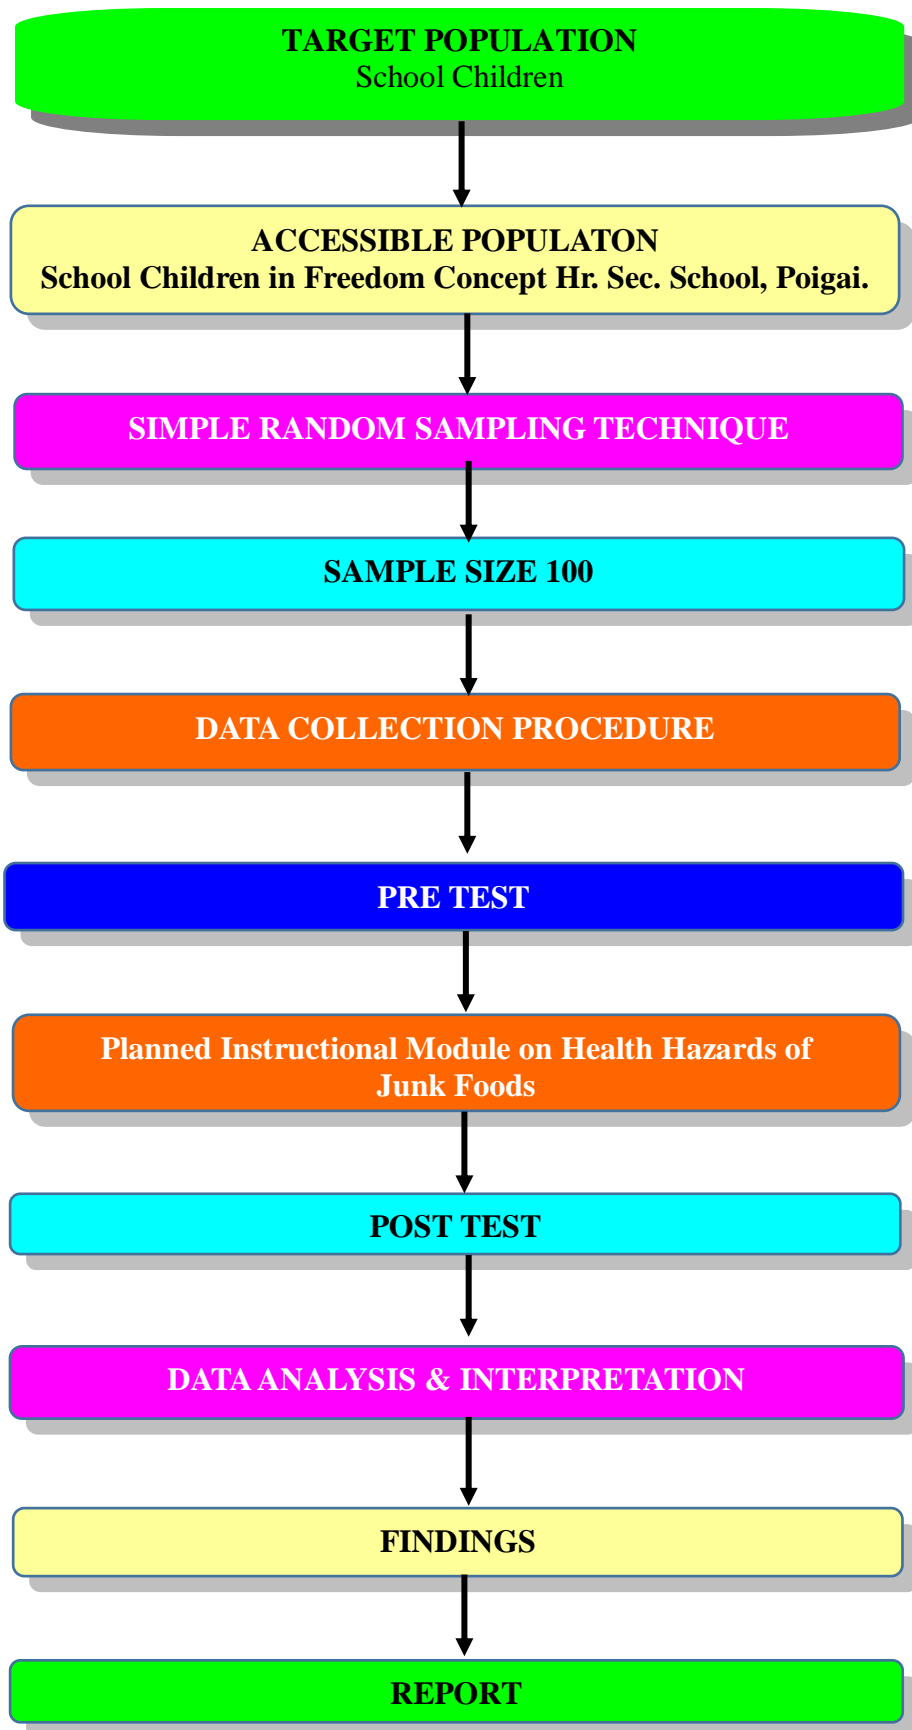 TARGET POPULATION
School Children
ACCESSIBLE POPULATON
School Children in Freedom Concept Hr. Sec. School, Poigai.
SIMPLE RANDOM SAMPLING TECHNIQUE
SAMPLE SIZE 100
DATA COLLECTION PROCEDURE
PRE TEST
Planned Instructional Module on Health Hazards of
Junk Foods
POST TEST
DATA ANALYSIS & INTERPRETATION
FINDINGS
REPORT